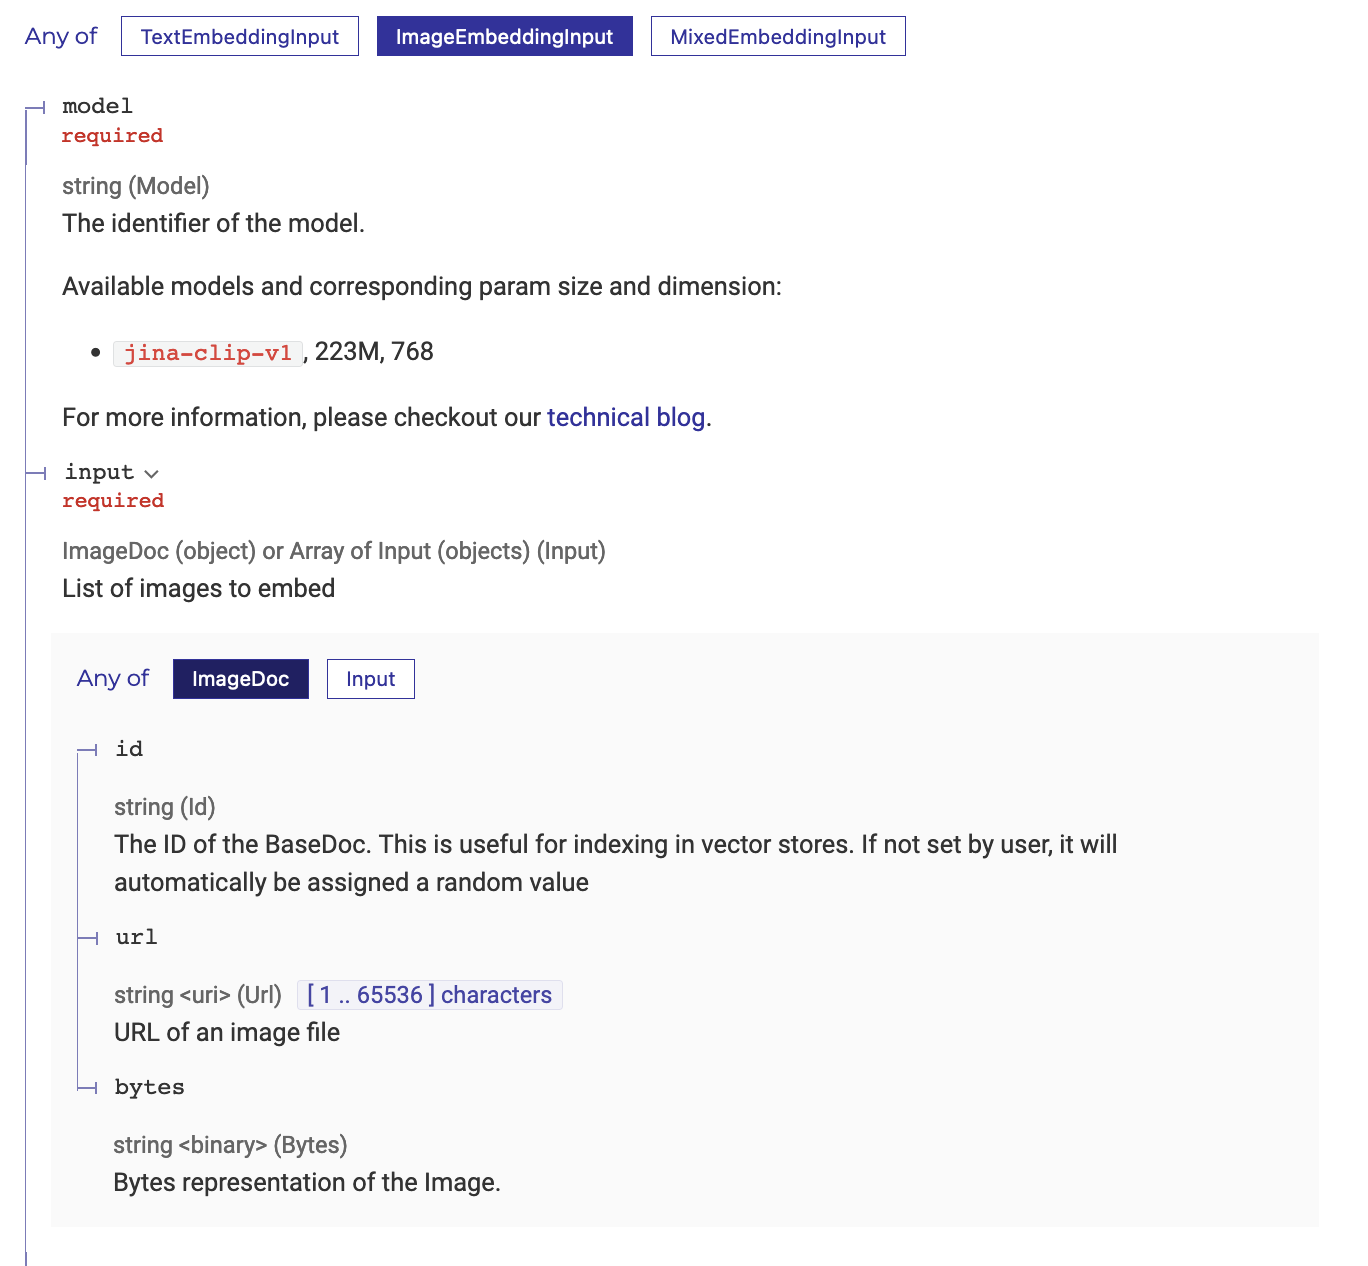 Any of TextEmbeddingInput ImageEmbeddingInput MixedEmbeddingInput
model
required
string (Model)
The identifier of the model.
Available models and corresponding param size and dimension:
• jina-clip-v1, 223M, 768
For more information, please checkout our technical blog.
input
required
ImageDoc (object) or Array of Input (objects) (Input)
List of images to embed
Any of ImageDoc Input
id
string (Id)
The ID of the BaseDoc. This is useful for indexing in vector stores. If not set by user, it will
automatically be assigned a random value
url
string <uri> (Url) [ 1 .. 65536 ] characters
URL of an image file
bytes
string <binary> (Bytes)
Bytes representation of the Image.